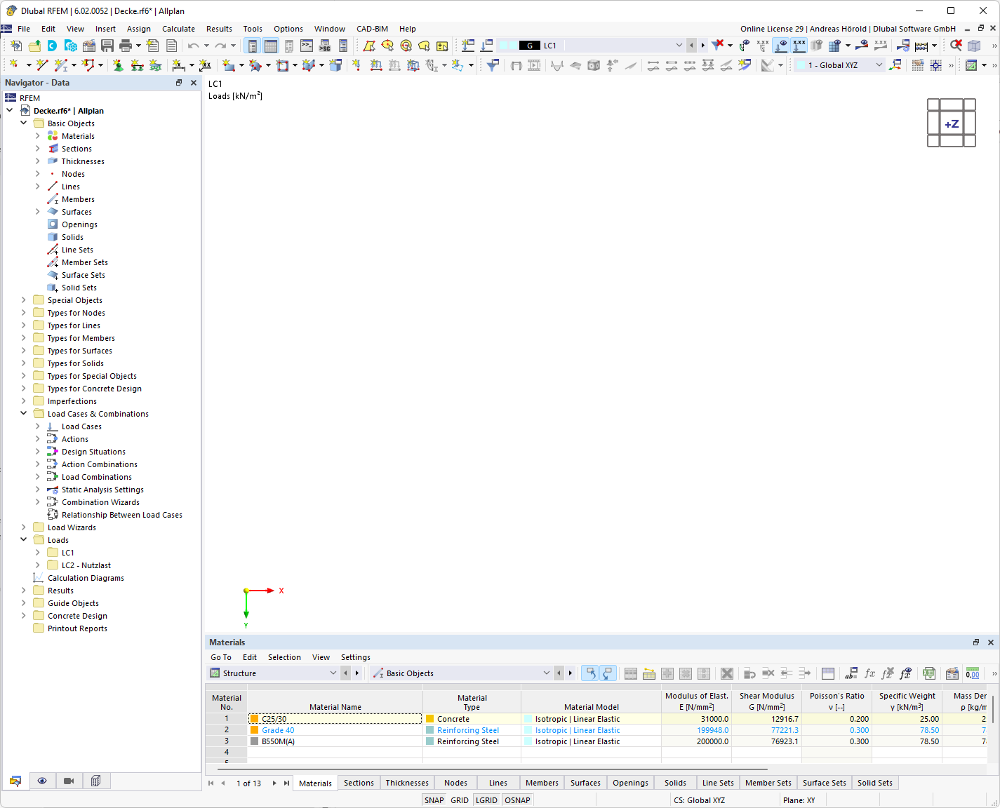 Dlubal RFEM | 6.02.0052 | Decke.rf6* | Allplan
File Edit View Insert Assign Calculate Results Tools Options Window CAD-BIM Help Online License 29 | Andreas Hörold | Dlubal Software GmbH
G LC1
1 - Global XYZ
Navigator - Data
RFEM
Decke.rf6* | Allplan
Basic Objects
Materials
Sections
Thicknesses
Nodes
Lines
Members
Surfaces
Openings
Solids
Line Sets
Member Sets
Surface Sets
Solid Sets
Special Objects
Types for Nodes
Types for Lines
Types for Members
Types for Surfaces
Types for Solids
Types for Special Objects
Types for Concrete Design
Imperfections
Load Cases & Combinations
Load Cases
Actions
Design Situations
Action Combinations
Load Combinations
Static Analysis Settings
Combination Wizards
Relationship Between Load Cases
Load Wizards
Loads
LC1
LC2 - Nutzlast
Calculation Diagrams
Results
Guide Objects
Concrete Design
Printout Reports
LC1
Loads [kN/m²]
+Z
X
Y
Materials
Go To Edit Selection View Settings
Structure Basic Objects
Material No. Material Name Material Type Material Model Modulus of Elast. E [N/mm²] Shear Modulus G [N/mm²] Poisson's Ratio ν [--] Specific Weight γ [kN/m³] Mass Der ρ [kg/m
1 C25/30 Concrete Isotropic | Linear Elastic 31000.0 12916.7 0.200 25.00 2
2 Grade 40 Reinforcing Steel Isotropic | Linear Elastic 199948.0 77221.3 0.300 78.50 7
3 B550M(A) Reinforcing Steel Isotropic | Linear Elastic 200000.0 76923.1 0.300 78.50 7
4
5
1 of 13 Materials Sections Thicknesses Nodes Lines Members Surfaces Openings Solids Line Sets Member Sets Surface Sets Solid Sets
SNAP GRID LGRID OSNAP CS: Global XYZ Plane: XY